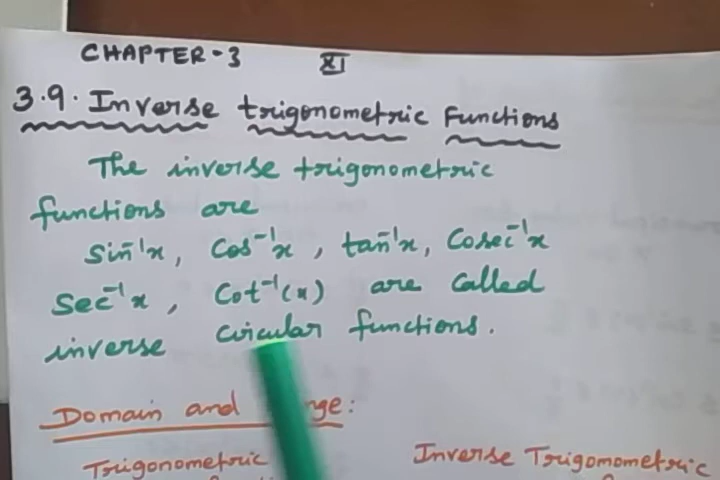 CHAPTER-3 XI
3.9. Inverse trigonometric Functions
The inverse trigonometric
functions are
sin⁻¹x, Cos⁻¹x, tan⁻¹x, Cosec⁻¹x
sec⁻¹x, Cot⁻¹(x) are called
inverse circular functions.
Domain and
Trigonometric Inverse Trigonometric